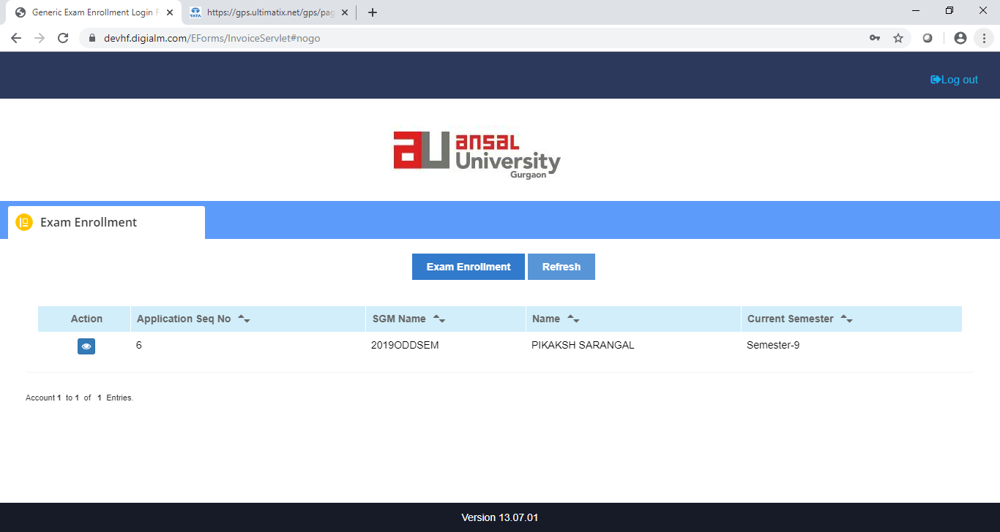 Generic Exam Enrollment Login F
https://gps.ultimatix.net/gps/pag
TATA
devhf.digialm.com/EForms/InvoiceServlet#nogo
Log out
au ansal
University
Gurgaon
Exam Enrollment
Exam Enrollment Refresh
Action Application Seq No SGM Name Name Current Semester
6 2019ODDSEM PIKAKSH SARANGAL Semester-9
Account 1 to 1 of 1 Entries.
Version 13.07.01